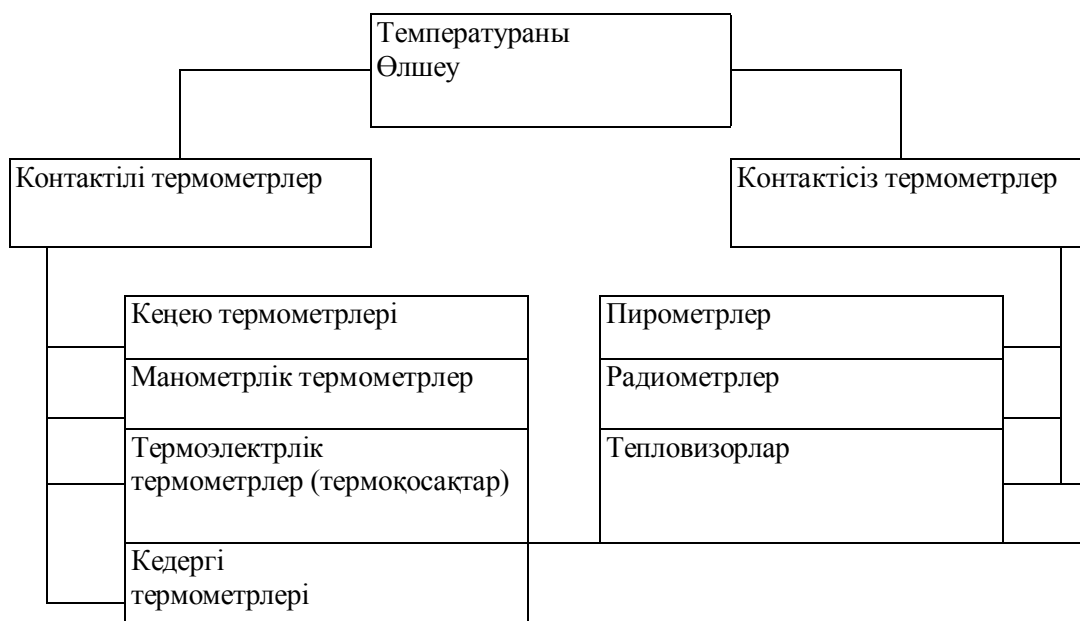 Температураны
Өлшеу
Контактілі термометрлер
Контактісіз термометрлер
Кеңею термометрлері
Манометрлік термометрлер
Термоэлектрлік
термометрлер (термоқосақтар)
Кедергі
термометрлері
Пирометрлер
Радиометрлер
Тепловизорлар